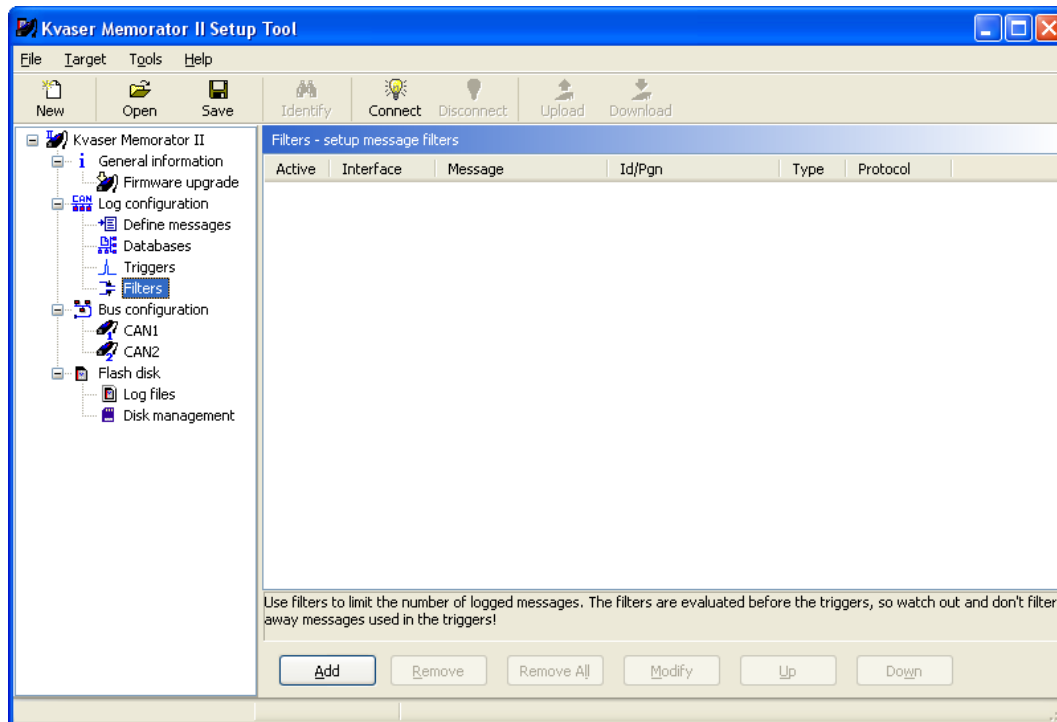 Kvaser Memorator II Setup Tool
File Target Tools Help
New Open Save Identify Connect Disconnect Upload Download
Kvaser Memorator II
i General information
Firmware upgrade
CAN Log configuration
Define messages
Databases
Triggers
Filters
Bus configuration
1 CAN1
2 CAN2
Flash disk
Log files
Disk management
Filters - setup message filters
Active Interface Message Id/Pgn Type Protocol
Use filters to limit the number of logged messages. The filters are evaluated before the triggers, so watch out and don't filter
away messages used in the triggers!
Add Remove Remove All Modify Up Down